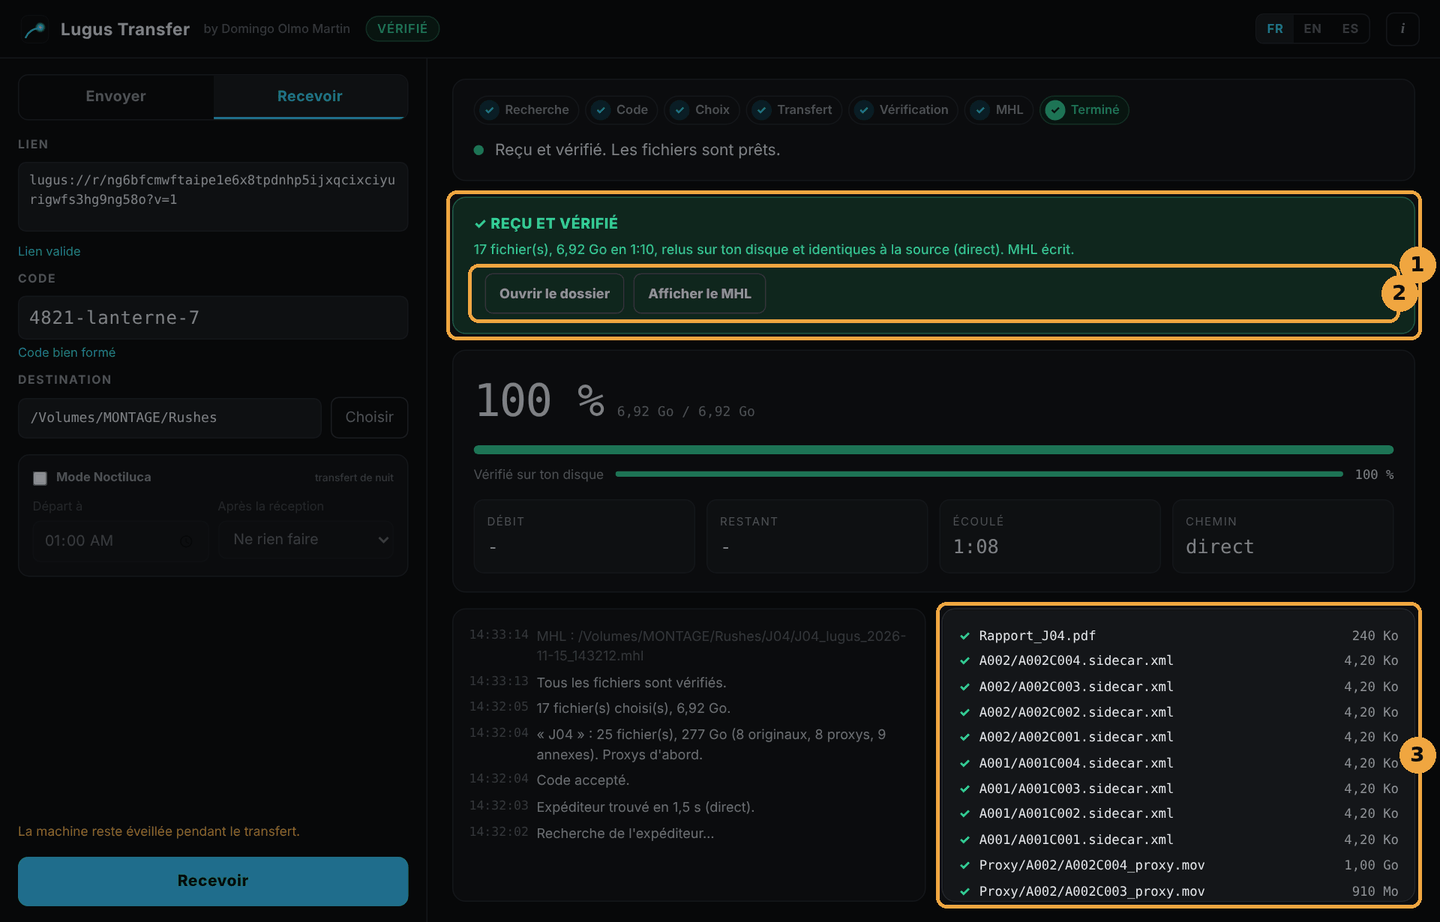 Lugus Transfer by Domingo Olmo Martin VÉRIFIÉ
FR EN ES i
Envoyer Recevoir
LIEN
lugus://r/ng6bfcmwftaipe1e6x8tpdnhp5ijxqcixciyu
rigwfs3hg9ng58o?v=1
Lien valide
CODE
4821-lanterne-7
Code bien formé
DESTINATION
/Volumes/MONTAGE/Rushes Choisir
Mode Noctiluca transfert de nuit
Départ à Après la réception
01:00 AM Ne rien faire
La machine reste éveillée pendant le transfert.
Recevoir
Recherche Code Choix Transfert Vérification MHL Terminé
Reçu et vérifié. Les fichiers sont prêts.
REÇU ET VÉRIFIÉ
17 fichier(s), 6,92 Go en 1:10, relus sur ton disque et identiques à la source (direct). MHL écrit.
1
Ouvrir le dossier Afficher le MHL
2
100 % 6,92 Go / 6,92 Go
Vérifié sur ton disque 100 %
DÉBIT RESTANT ÉCOULÉ CHEMIN
- - 1:08 direct
14:33:14 MHL : /Volumes/MONTAGE/Rushes/J04/J04_lugus_2026-
11-15_143212.mhl
14:33:13 Tous les fichiers sont vérifiés.
14:32:05 17 fichier(s) choisi(s), 6,92 Go.
14:32:04 « J04 » : 25 fichier(s), 277 Go (8 originaux, 8 proxys, 9
annexes). Proxys d'abord.
14:32:04 Code accepté.
14:32:03 Expéditeur trouvé en 1,5 s (direct).
14:32:02 Recherche de l'expéditeur...
Rapport_J04.pdf 240 Ko
A002/A002C004.sidecar.xml 4,20 Ko
A002/A002C003.sidecar.xml 4,20 Ko
A002/A002C002.sidecar.xml 4,20 Ko
A002/A002C001.sidecar.xml 4,20 Ko
A001/A001C004.sidecar.xml 4,20 Ko
3
A001/A001C003.sidecar.xml 4,20 Ko
A001/A001C002.sidecar.xml 4,20 Ko
A001/A001C001.sidecar.xml 4,20 Ko
Proxy/A002/A002C004_proxy.mov 1,00 Go
Proxy/A002/A002C003_proxy.mov 910 Mo